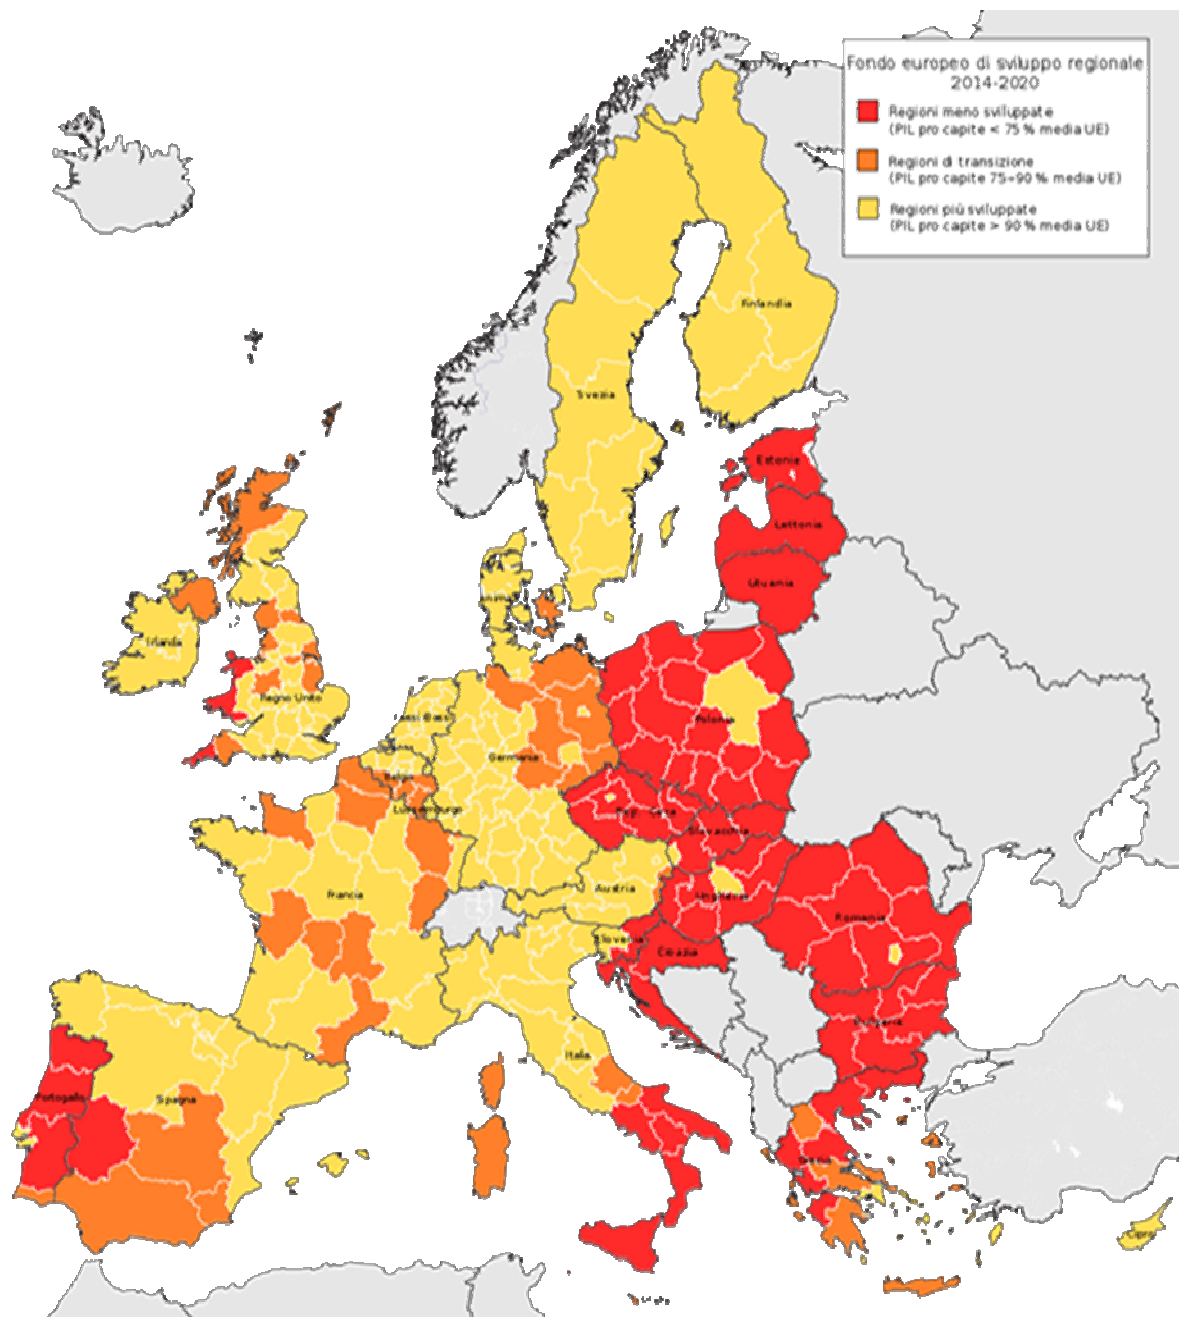 Fondo europeo di sviluppo regionale
2014-2020
Regioni meno sviluppate
(PIL pro capite < 75 % media UE)
Regioni di transizione
(PIL pro capite 75-90 % media UE)
Regioni più sviluppate
(PIL pro capite > 90 % media UE)
Finlandia
Svezia
Estonia
Lettonia
Lituania
Irlanda
Regno Unito
Paesi Bassi
Polonia
Germania
Belgio
Lussemburgo
Rep. Ceca
Slovacchia
Austria
Ungheria
Francia
Romania
Slovenia
Croazia
Bulgaria
Italia
Portogallo
Spagna
Cipro